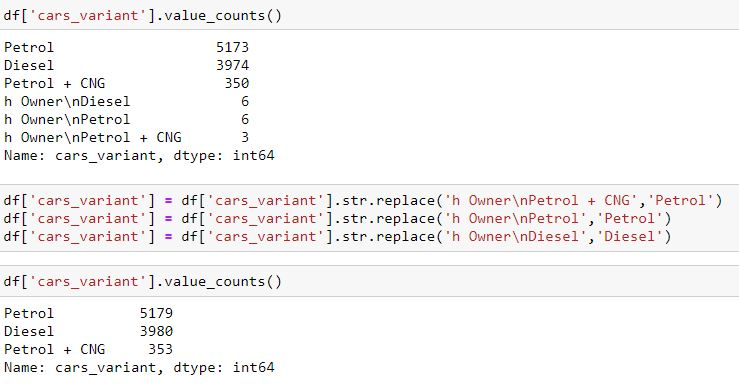 df['cars_variant'].value_counts()
Petrol 5173
Diesel 3974
Petrol + CNG 350
h Owner\nDiesel 6
h Owner\nPetrol 6
h Owner\nPetrol + CNG 3
Name: cars_variant, dtype: int64
df['cars_variant'] = df['cars_variant'].str.replace('h Owner\nPetrol + CNG','Petrol')
df['cars_variant'] = df['cars_variant'].str.replace('h Owner\nPetrol','Petrol')
df['cars_variant'] = df['cars_variant'].str.replace('h Owner\nDiesel','Diesel')
df['cars_variant'].value_counts()
Petrol 5179
Diesel 3980
Petrol + CNG 353
Name: cars_variant, dtype: int64